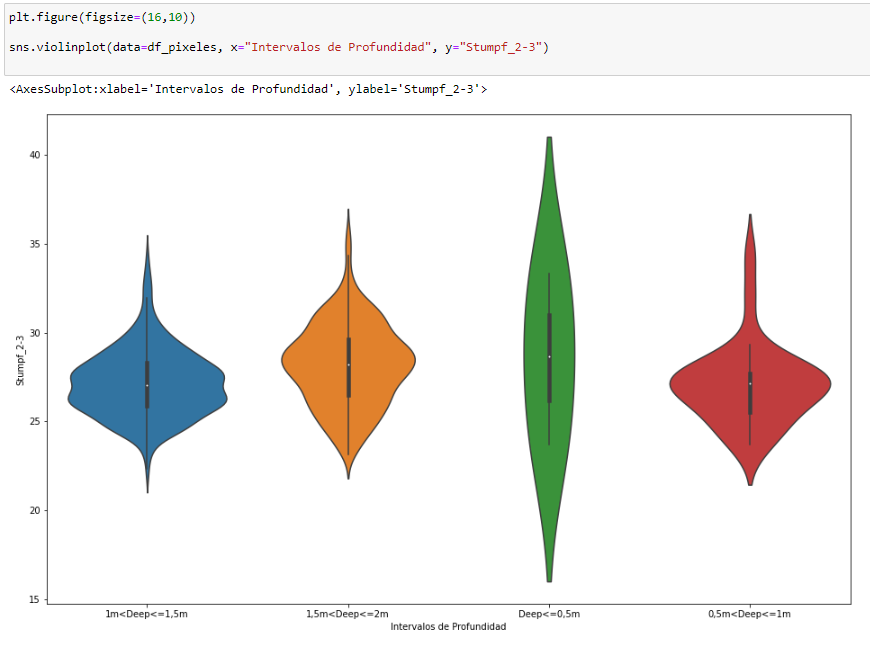 plt.figure(figsize=(16,10))
sns.violinplot(data=df_pixeles, x="Intervalos de Profundidad", y="Stumpf_2-3")
<AxesSubplot:xlabel='Intervalos de Profundidad', ylabel='Stumpf_2-3'>
40
35
30
25
20
15
Stumpf_2-3
1m<Deep<=1,5m 1,5m<Deep<=2m Deep<=0,5m 0,5m<Deep<=1m
Intervalos de Profundidad